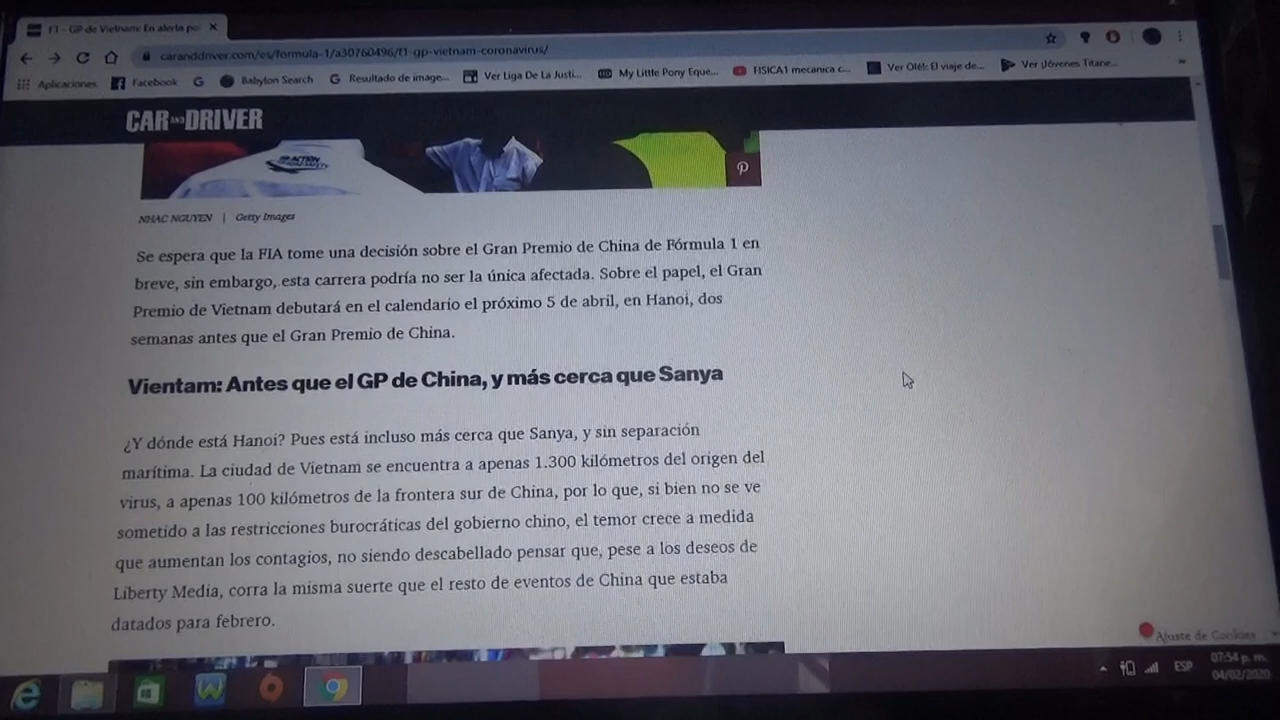 F1 - GP de Vietnam: En alerta po
caranddriver.com/es/formula-1/a30760496/f1-gp-vietnam-coronavirus/
Aplicaciones Facebook Babylon Search Resultado de image... Ver Liga De La Justi... My Little Pony Eque... FISICA1 mecanica c... Ver Olé!: El viaje de... Ver Jóvenes Titane... »
CAR AND DRIVER
NHAC NGUYEN | Getty Images
Se espera que la FIA tome una decisión sobre el Gran Premio de China de Fórmula 1 en
breve, sin embargo, esta carrera podría no ser la única afectada. Sobre el papel, el Gran
Premio de Vietnam debutará en el calendario el próximo 5 de abril, en Hanoi, dos
semanas antes que el Gran Premio de China.
Vientam: Antes que el GP de China, y más cerca que Sanya
¿Y dónde está Hanoi? Pues está incluso más cerca que Sanya, y sin separación
marítima. La ciudad de Vietnam se encuentra a apenas 1.300 kilómetros del origen del
virus, a apenas 100 kilómetros de la frontera sur de China, por lo que, si bien no se ve
sometido a las restricciones burocráticas del gobierno chino, el temor crece a medida
que aumentan los contagios, no siendo descabellado pensar que, pese a los deseos de
Liberty Media, corra la misma suerte que el resto de eventos de China que estaba
datados para febrero.
Ajuste de Cookies
ESP
07:54 p. m.
04/02/2020